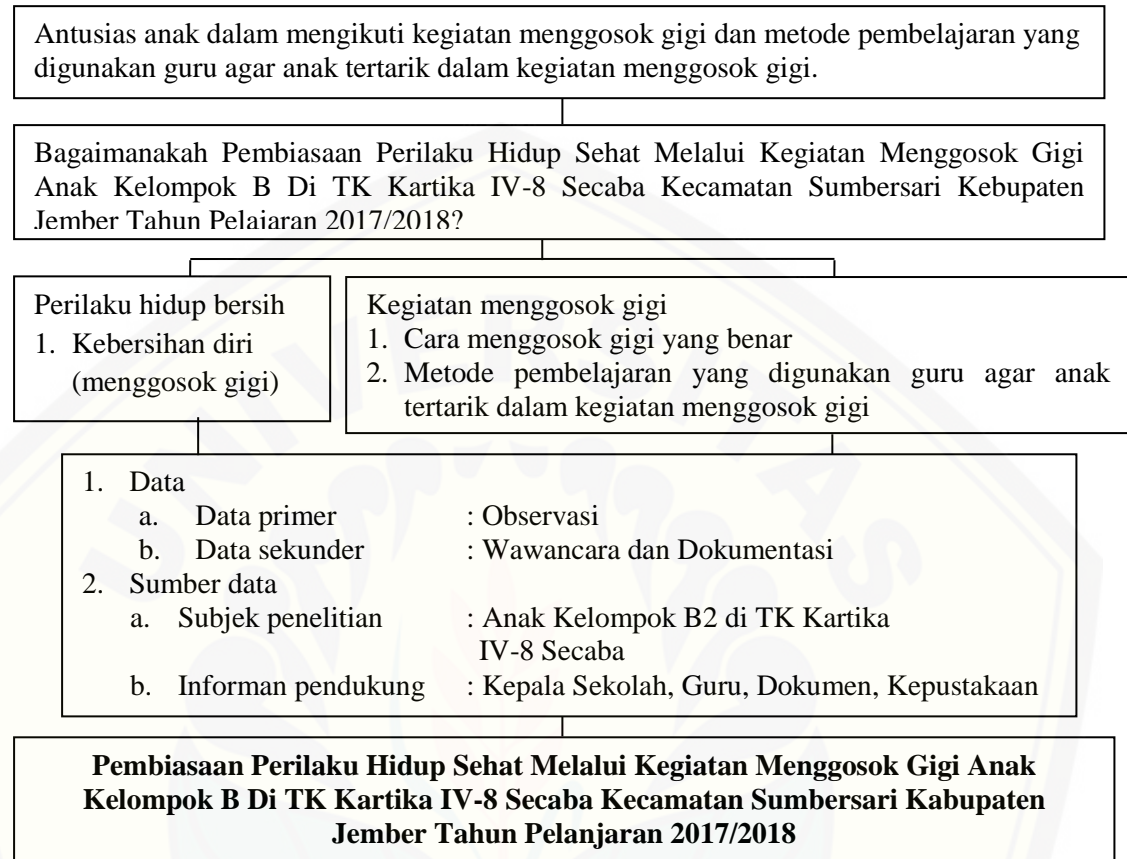 Antusias anak dalam mengikuti kegiatan menggosok gigi dan metode pembelajaran yang
digunakan guru agar anak tertarik dalam kegiatan menggosok gigi.
Bagaimanakah Pembiasaan Perilaku Hidup Sehat Melalui Kegiatan Menggosok Gigi
Anak Kelompok B Di TK Kartika IV-8 Secaba Kecamatan Sumbersari Kebupaten
Jember Tahun Pelajaran 2017/2018?
Perilaku hidup bersih
1. Kebersihan diri
(menggosok gigi)
Kegiatan menggosok gigi
1. Cara menggosok gigi yang benar
2. Metode pembelajaran yang digunakan guru agar anak
tertarik dalam kegiatan menggosok gigi
1. Data
a. Data primer : Observasi
b. Data sekunder : Wawancara dan Dokumentasi
2. Sumber data
a. Subjek penelitian : Anak Kelompok B2 di TK Kartika
IV-8 Secaba
b. Informan pendukung : Kepala Sekolah, Guru, Dokumen, Kepustakaan
Pembiasaan Perilaku Hidup Sehat Melalui Kegiatan Menggosok Gigi Anak
Kelompok B Di TK Kartika IV-8 Secaba Kecamatan Sumbersari Kabupaten
Jember Tahun Pelanjaran 2017/2018
UNIVERSITAS